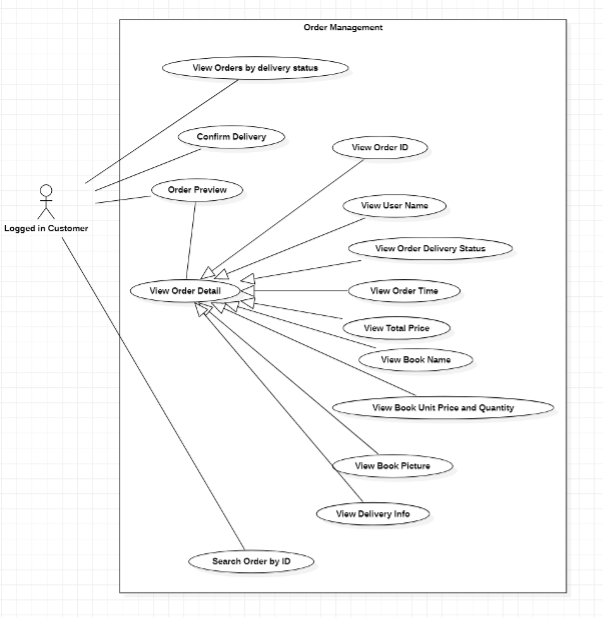 Order Management
View Orders by delivery status
Confirm Delivery
View Order ID
Order Preview
View User Name
Logged in Customer
View Order Delivery Status
View Order Detail
View Order Time
View Total Price
View Book Name
View Book Unit Price and Quantity
View Book Picture
View Delivery Info
Search Order by ID